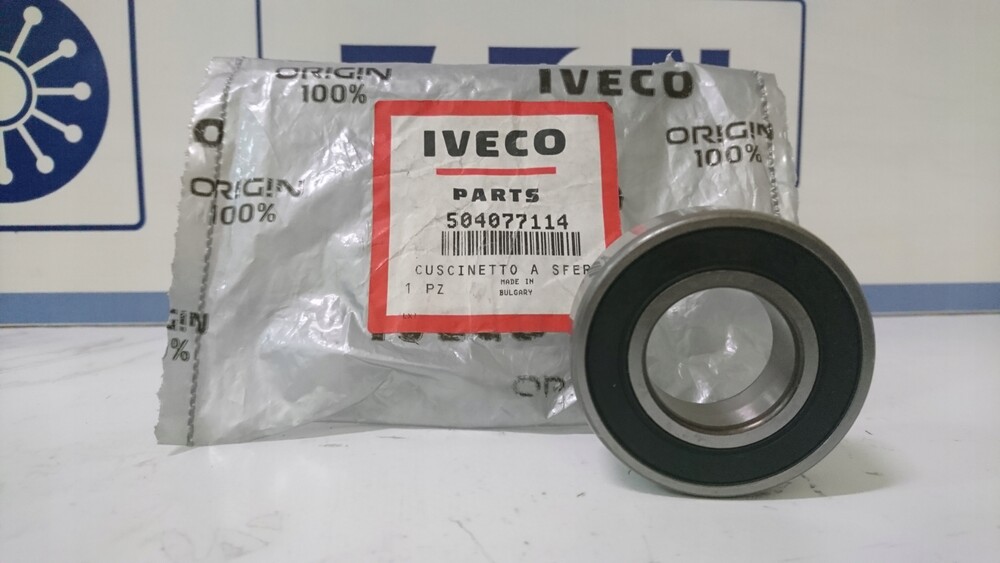 ORIGIN
100%
IVECO
ORIGIN
100%
ORIGIN
100%
IVECO
PARTS
504077114
CUSCINETTO A SFER
1 PZ
MADE IN
BULGARY
%